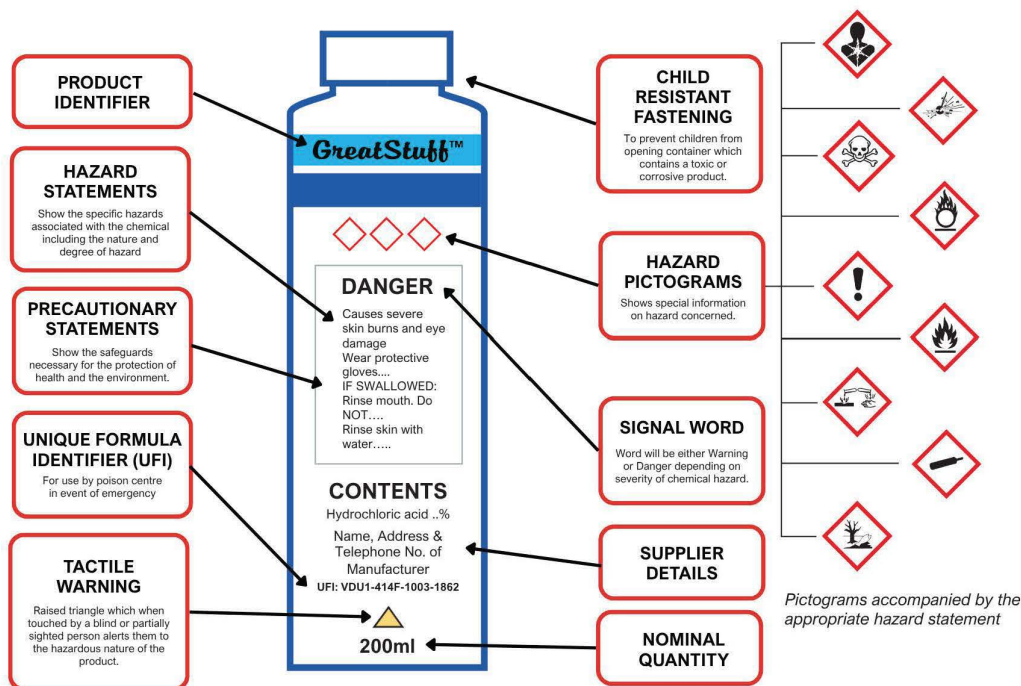 PRODUCT
IDENTIFIER
HAZARD
STATEMENTS
Show the specific hazards
associated with the chemical
including the nature and
degree of hazard
PRECAUTIONARY
STATEMENTS
Show the safeguards
necessary for the protection of
health and the environment.
UNIQUE FORMULA
IDENTIFIER (UFI)
For use by poison centre
in event of emergency
TACTILE
WARNING
Raised triangle which when
touched by a blind or partially
sighted person alerts them to
the hazardous nature of the
product.
GreatStuff™
DANGER
Causes severe
skin burns and eye
damage
Wear protective
gloves....
IF SWALLOWED:
Rinse mouth. Do
NOT....
Rinse skin with
water.....
CONTENTS
Hydrochloric acid ..%
Name, Address &
Telephone No. of
Manufacturer
UFI: VDU1-414F-1003-1862
200ml
CHILD
RESISTANT
FASTENING
To prevent children from
opening container which
contains a toxic or
corrosive product.
HAZARD
PICTOGRAMS
Shows special information
on hazard concerned.
SIGNAL WORD
Word will be either Warning
or Danger depending on
severity of chemical hazard.
SUPPLIER
DETAILS
NOMINAL
QUANTITY
Pictograms accompanied by the
appropriate hazard statement